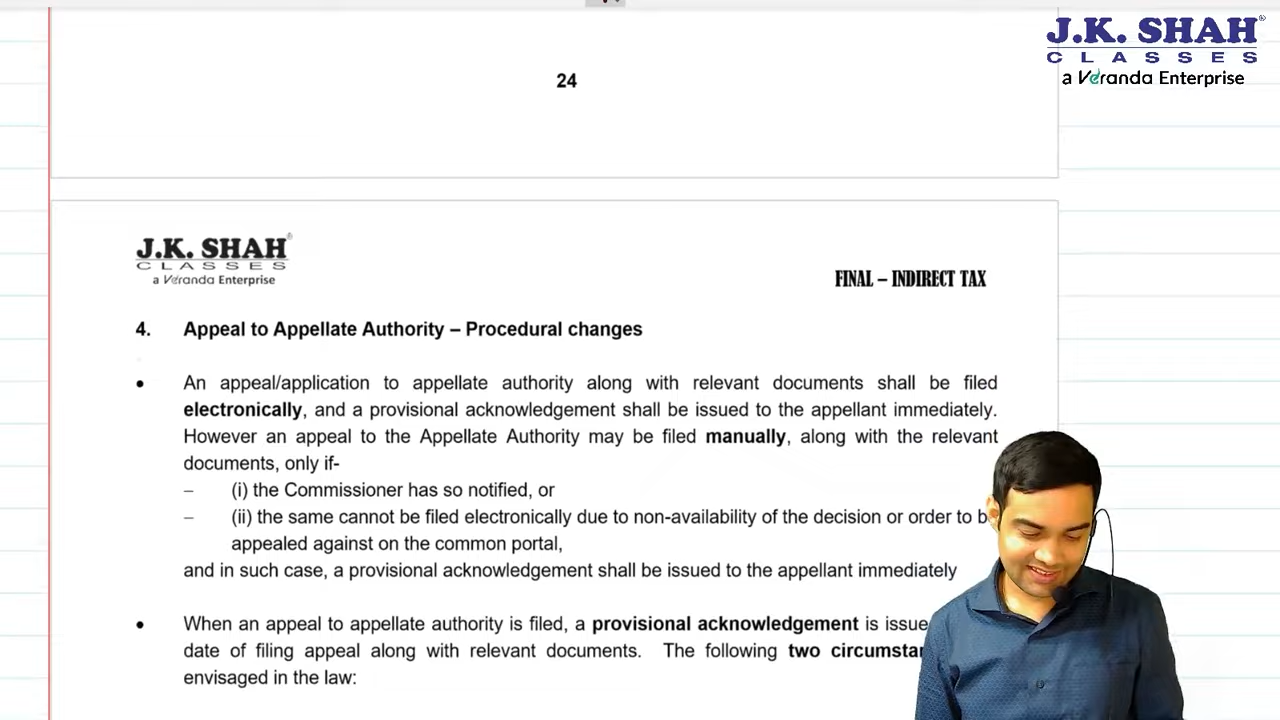 J.K. SHAH®
CLASSES
a Veranda Enterprise
24
J.K. SHAH®
CLASSES
a Veranda Enterprise
FINAL – INDIRECT TAX
4. Appeal to Appellate Authority – Procedural changes
• An appeal/application to appellate authority along with relevant documents shall be filed
electronically, and a provisional acknowledgement shall be issued to the appellant immediately.
However an appeal to the Appellate Authority may be filed manually, along with the relevant
documents, only if-
– (i) the Commissioner has so notified, or
– (ii) the same cannot be filed electronically due to non-availability of the decision or order to b
appealed against on the common portal,
and in such case, a provisional acknowledgement shall be issued to the appellant immediately
• When an appeal to appellate authority is filed, a provisional acknowledgement is issue
date of filing appeal along with relevant documents. The following two circumsta
envisaged in the law: